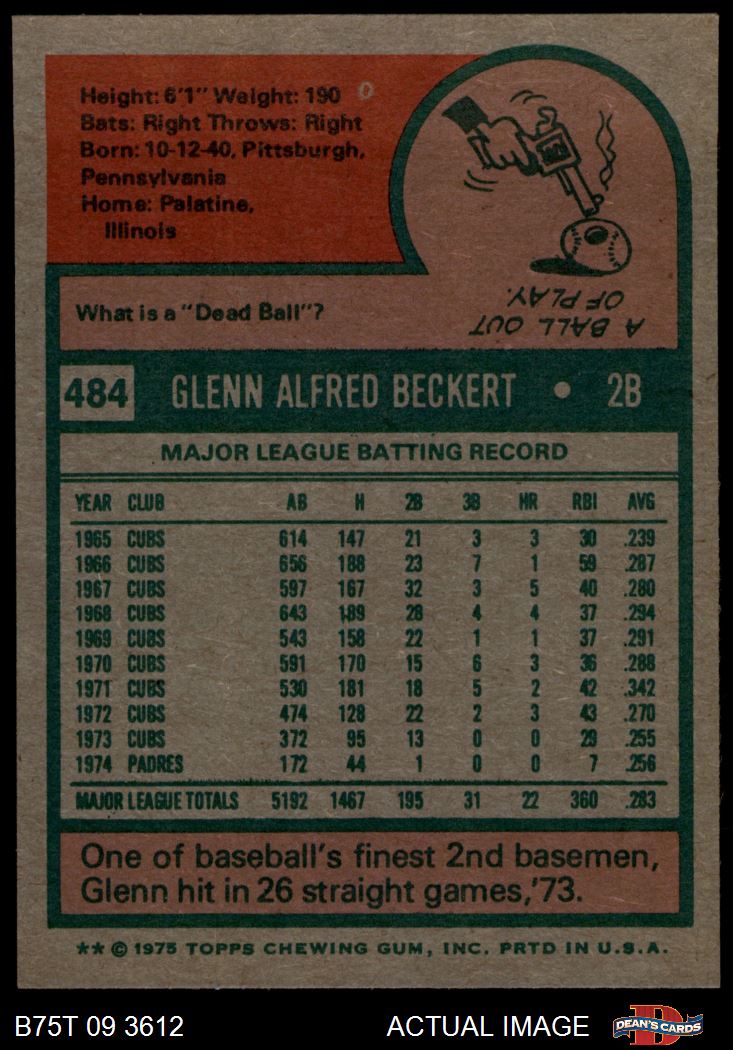 Height: 6'1" Weight: 190
Bats: Right Throws: Right
Born: 10-12-40, Pittsburgh,
Pennsylvania
Home: Palatine,
Illinois
What is a "Dead Ball"?
A BALL OUT
OF PLAY.
484 GLENN ALFRED BECKERT • 2B
MAJOR LEAGUE BATTING RECORD
YEAR CLUB AB H 2B 3B HR RBI AVG
1965 CUBS 614 147 21 3 3 30 .239
1966 CUBS 656 188 23 7 1 59 .287
1967 CUBS 597 167 32 3 5 40 .280
1968 CUBS 643 189 28 4 4 37 .294
1969 CUBS 543 158 22 1 1 37 .291
1970 CUBS 591 170 15 6 3 36 .288
1971 CUBS 530 181 18 5 2 42 .342
1972 CUBS 474 128 22 2 3 43 .270
1973 CUBS 372 95 13 0 0 29 .255
1974 PADRES 172 44 1 0 0 7 .256
MAJOR LEAGUE TOTALS 5192 1467 195 31 22 360 .283
One of baseball's finest 2nd basemen,
Glenn hit in 26 straight games,'73.
** © 1975 TOPPS CHEWING GUM, INC. PRTD IN U.S.A.
B75T 09 3612 ACTUAL IMAGE D DEAN'S CARDS